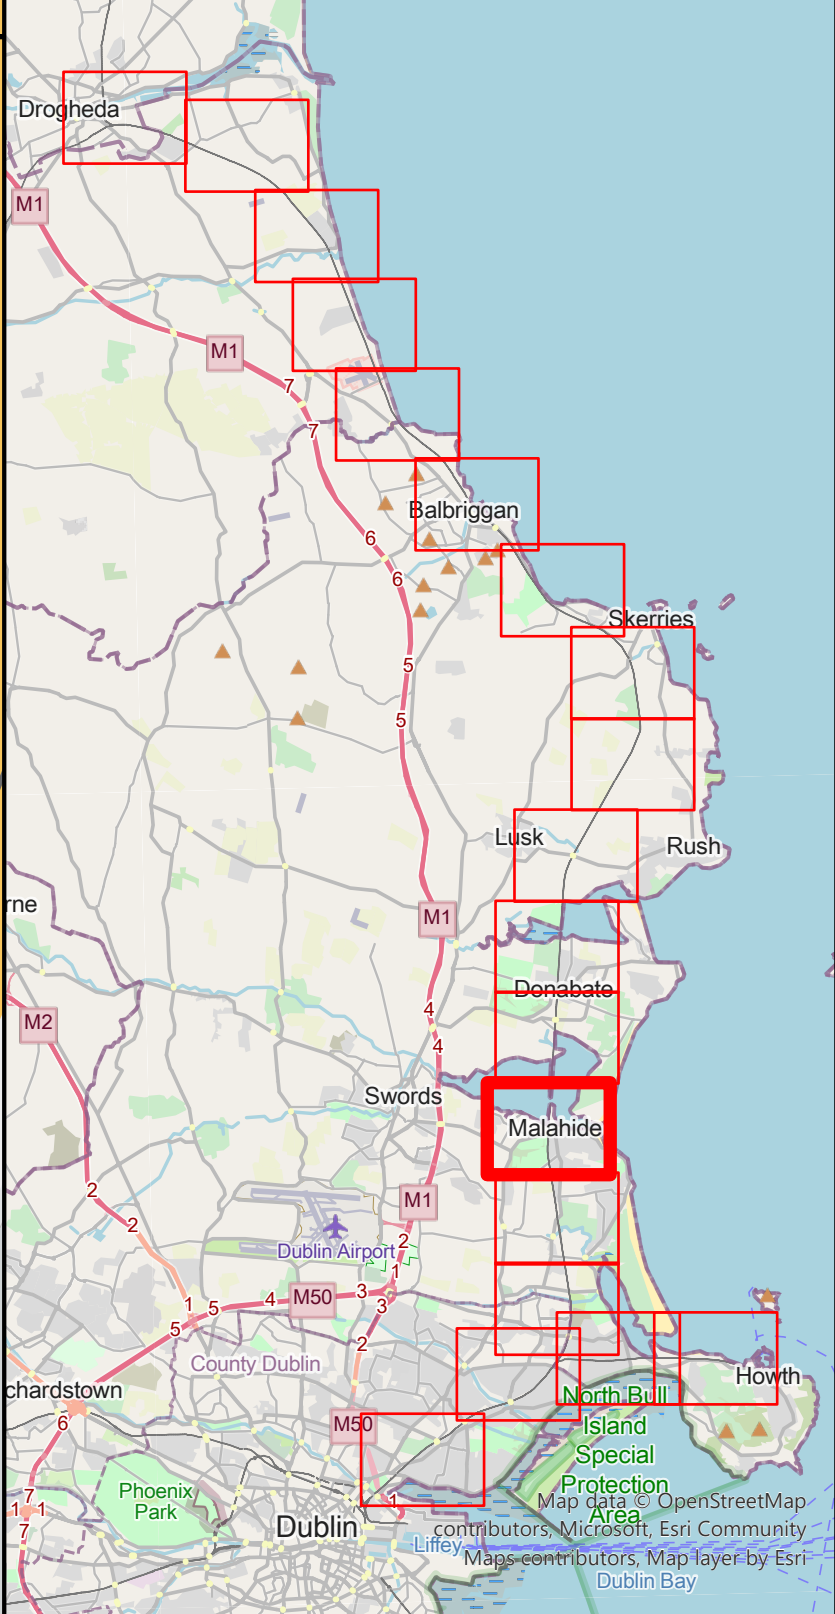 Drogheda
M1
M1
7
7
Balbriggan
6
6
Skerries
5
5
Lusk
Rush
rne
M1
Donabate
M2
4
4
Swords
Malahide
2
2
M1
2
Dublin Airport
1
M50
3
4
5
1
3
5
2
County Dublin
Howth
chardstown
North Bull
Island
Special
Protection
Area
6
M50
Phoenix
Park
7
1
1
7
1
Dublin
Liffey
Map data © OpenStreetMap
contributors, Microsoft, Esri Community
Maps contributors, Map layer by Esri
Dublin Bay